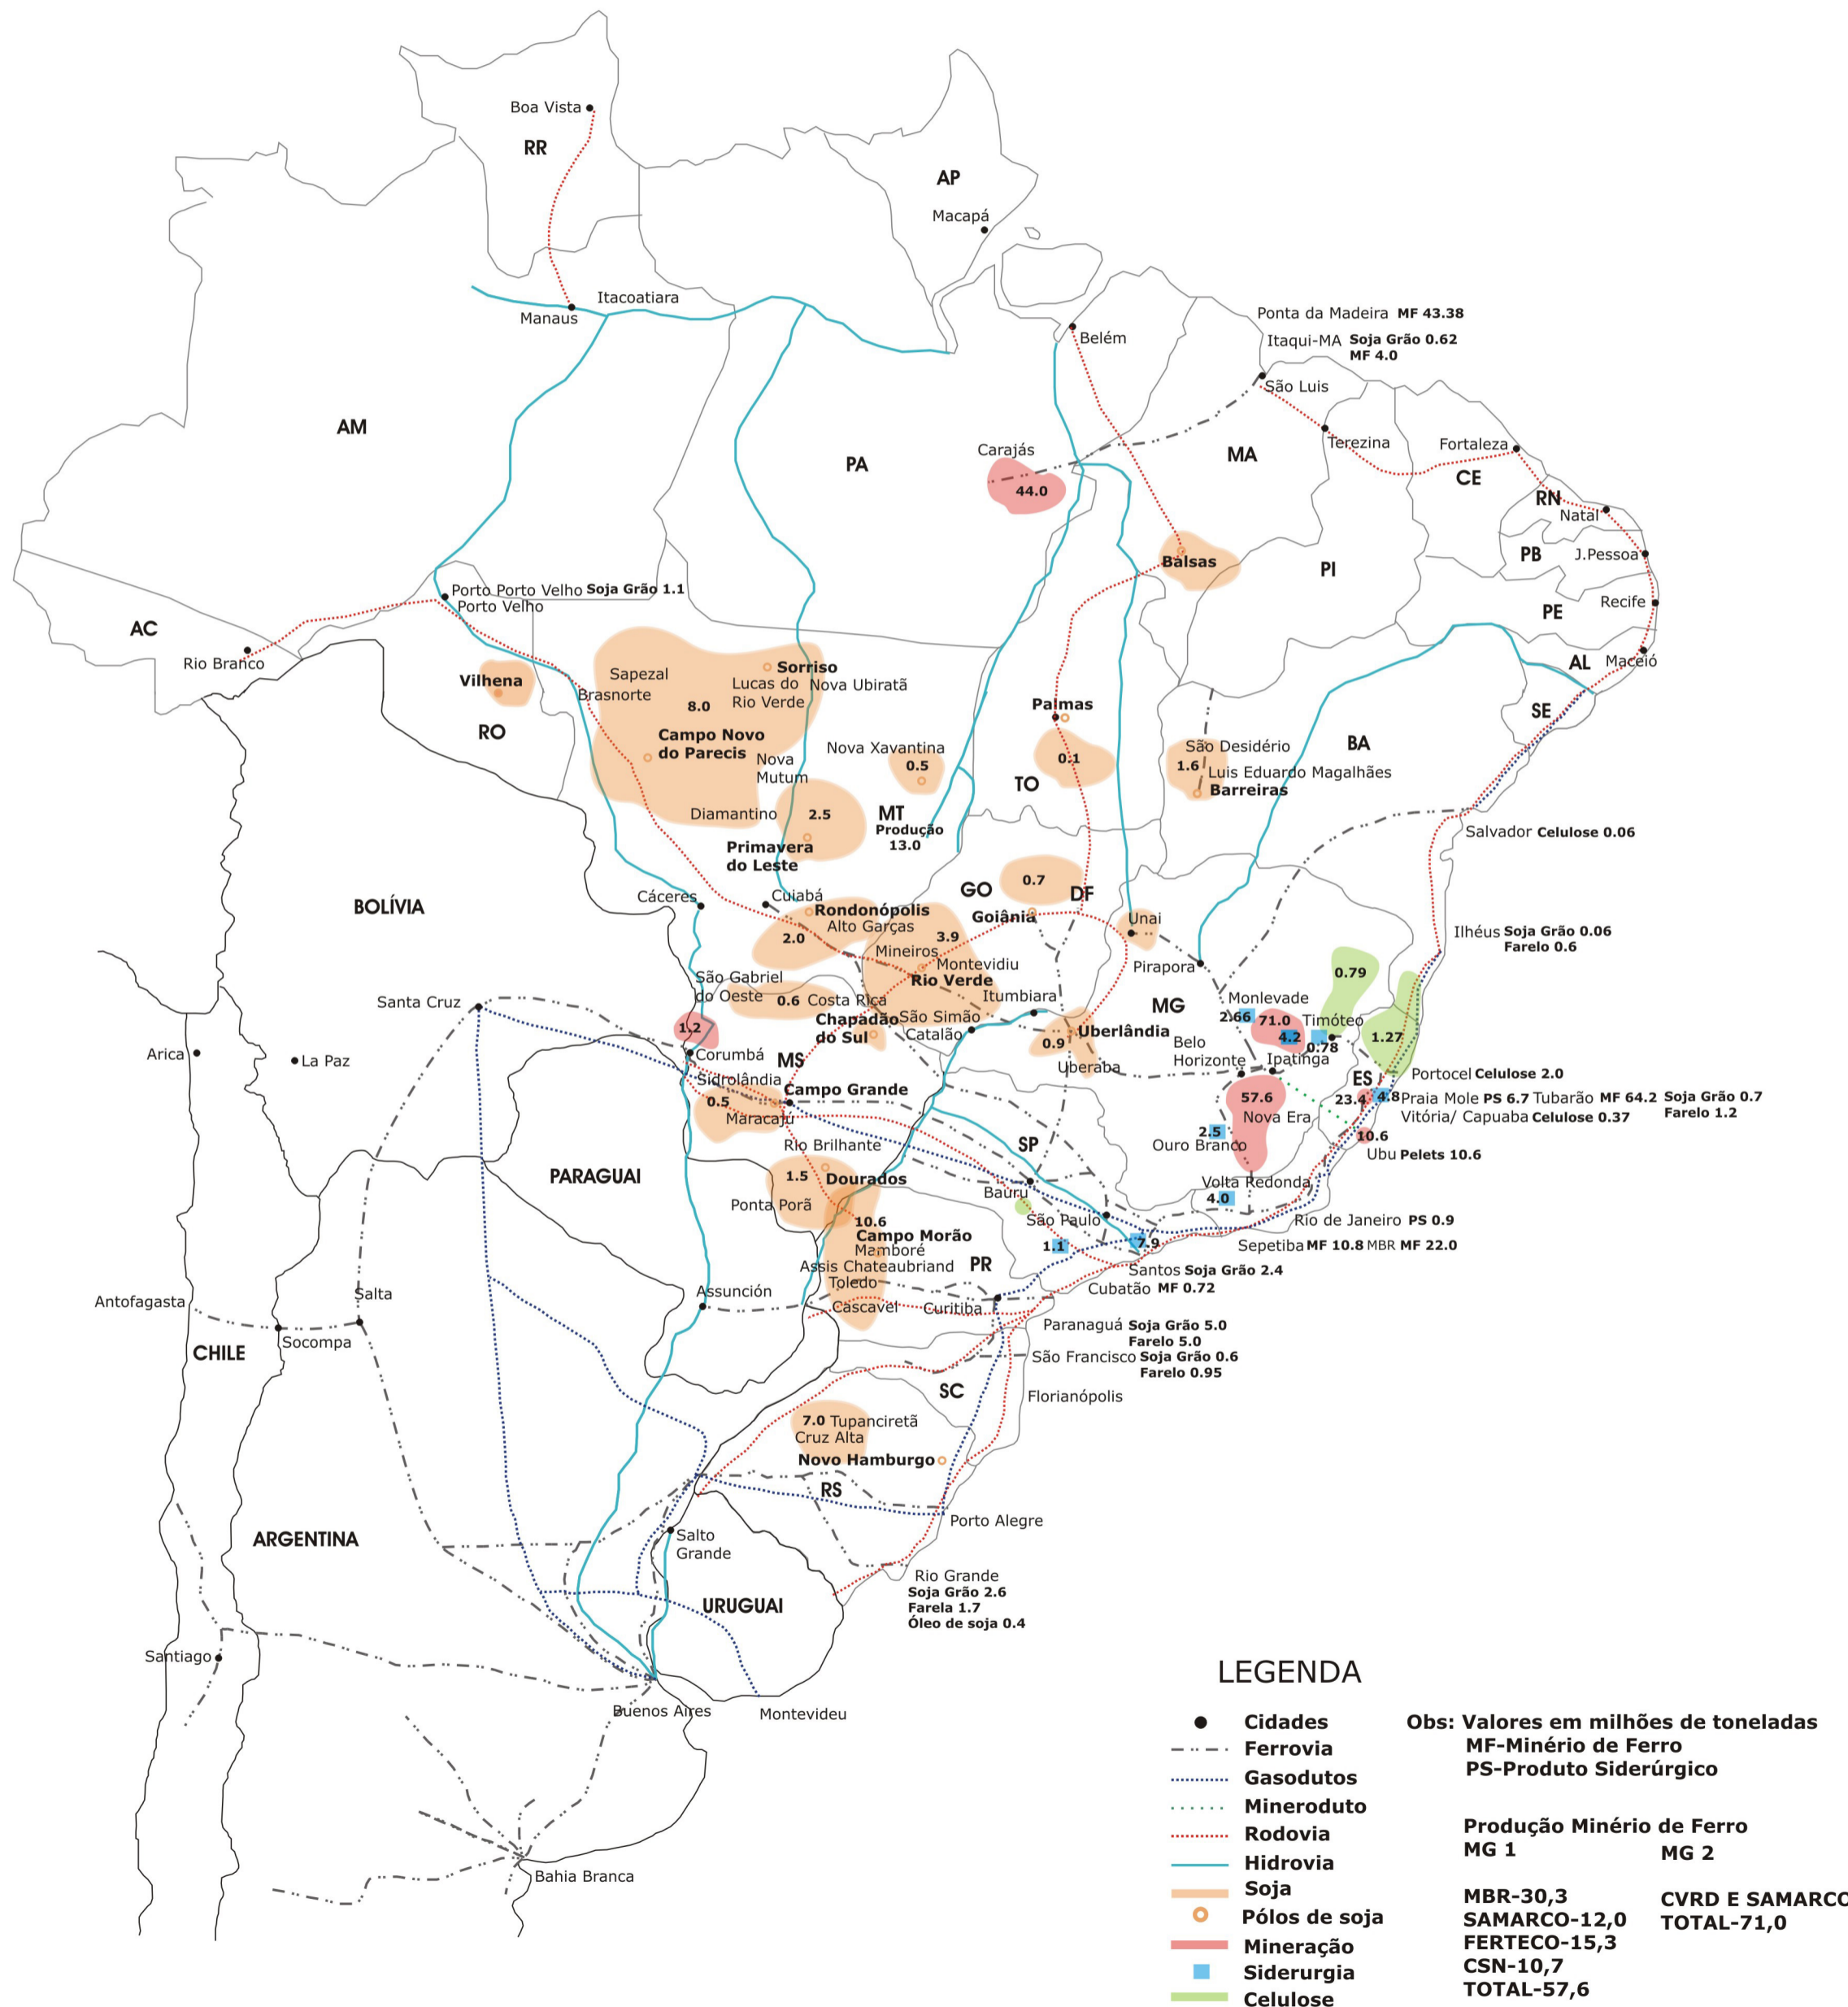 Boa Vista
RR
AP
Macapá
Itacoatiara
Manaus
Ponta da Madeira MF 43.38
Belém
Itaqui-MA Soja Grão 0.62
MF 4.0
São Luis
AM
PA
Carajás
44.0
MA
Terezina
Fortaleza
CE
RN
Natal
Balsas
PI
PB
J.Pessoa
Porto Porto Velho Soja Grão 1.1
Porto Velho
PE
Recife
AC
Rio Branco
AL
Maceió
Vilhena
Sapezal
Brasnorte
Sorriso
Lucas do
Rio Verde
Nova Ubiratã
8.0
Palmas
SE
RO
Campo Novo
do Parecis
Nova
Mutum
Nova Xavantina
0.5
0.1
São Desidério
1.6
Luis Eduardo Magalhães
Barreiras
BA
TO
Diamantino
2.5
MT
Produção
13.0
Primavera
do Leste
Salvador Celulose 0.06
BOLÍVIA
Cáceres
Cuiabá
GO
0.7
DF
Rondonópolis
Alto Garças
2.0
Goiânia
Unai
3.9
Mineiros
Montevidiu
Rio Verde
Ilhéus Soja Grão 0.06
Farelo 0.6
Pirapora
0.79
São Gabriel
do Oeste
0.6
Costa Rica
Itumbiara
MG
Monlevade
Santa Cruz
1.2
Chapadão
do Sul
São Simão
Catalão
0.9
Uberlândia
Uberaba
2.66
71.0
Timóteo
4.2
0.78
1.27
Arica
La Paz
Corumbá
MS
Belo
Horizonte
Ipatinga
ES
Portocel Celulose 2.0
Sidrolândia
Campo Grande
0.5
Maracaju
57.6
Nova Era
23.4
4.8
Praia Mole PS 6.7 Tubarão MF 64.2 Soja Grão 0.7
Vitória/ Capuaba Celulose 0.37
Farelo 1.2
Rio Brilhante
SP
2.5
Ouro Branco
10.6
Ubu Pelets 10.6
PARAGUAI
1.5
Dourados
Ponta Porã
Bauru
Volta Redonda
4.0
10.6
Campo Morão
Mamboré
Assis Chateaubriand
Toledo
Cascavel
São Paulo
1.1
7.9
Rio de Janeiro PS 0.9
Sepetiba MF 10.8 MBR MF 22.0
PR
Santos Soja Grão 2.4
Cubatão MF 0.72
Antofagasta
Salta
Socompa
Assunción
Curitiba
Paranaguá Soja Grão 5.0
Farelo 5.0
CHILE
São Francisco Soja Grão 0.6
Farelo 0.95
SC
Florianópolis
7.0 Tupanciretã
Cruz Alta
Novo Hamburgo
RS
Porto Alegre
ARGENTINA
Salto
Grande
Rio Grande
Soja Grão 2.6
Farela 1.7
Óleo de soja 0.4
URUGUAI
Santiago
Buenos Aires
Montevideu
Bahia Branca
LEGENDA
Cidades
Ferrovia
Gasodutos
Mineroduto
Rodovia
Hidrovia
Soja
Pólos de soja
Mineração
Siderurgia
Celulose
Obs: Valores em milhões de toneladas
MF-Minério de Ferro
PS-Produto Siderúrgico
Produção Minério de Ferro
MG 1
MBR-30,3
SAMARCO-12,0
FERTECO-15,3
CSN-10,7
TOTAL-57,6
MG 2
CVRD E SAMARCO
TOTAL-71,0